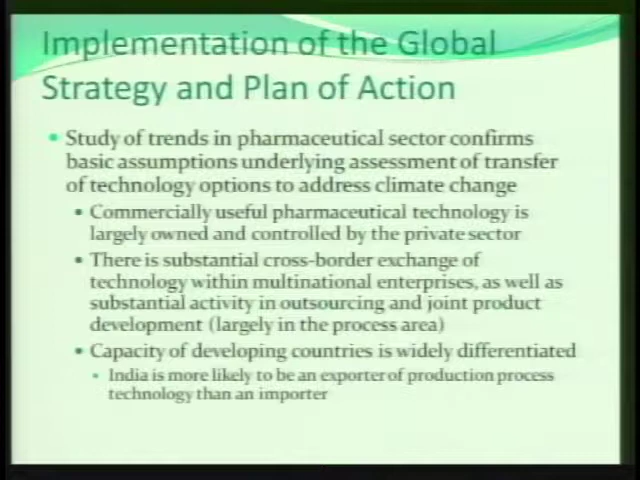 Implementation of the Global
Strategy and Plan of Action
• Study of trends in pharmaceutical sector confirms
basic assumptions underlying assessment of transfer
of technology options to address climate change
• Commercially useful pharmaceutical technology is
largely owned and controlled by the private sector
• There is substantial cross-border exchange of
technology within multinational enterprises, as well as
substantial activity in outsourcing and joint product
development (largely in the process area)
• Capacity of developing countries is widely differentiated
• India is more likely to be an exporter of production process
technology than an importer